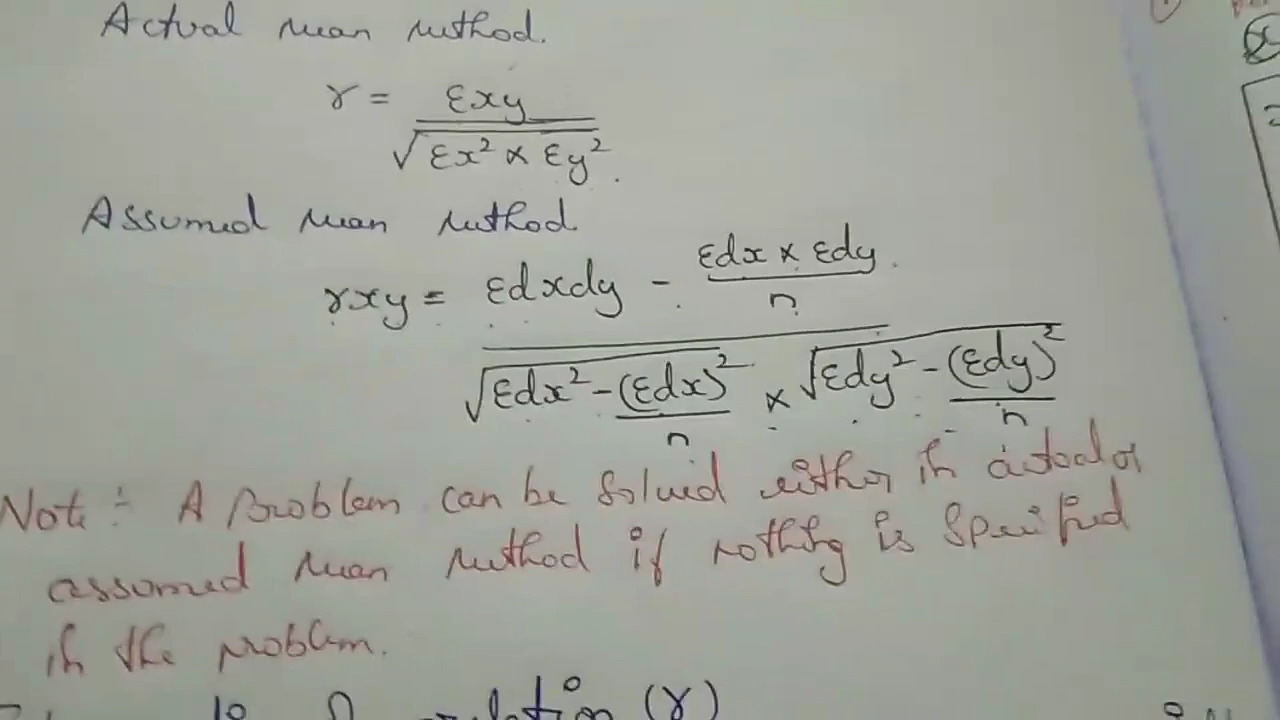 Actual mean method.
r = Σxy
√Σx² × Σy².
Assumed mean method
Σdx × Σdy.
rxy = Σdxdy - n
√Σdx² - (Σdx)² × √Σdy² - (Σdy)²
n n
Note :- A problem can be solved either in actual or
assumed mean method if nothing is specified
in the problem.
(r)